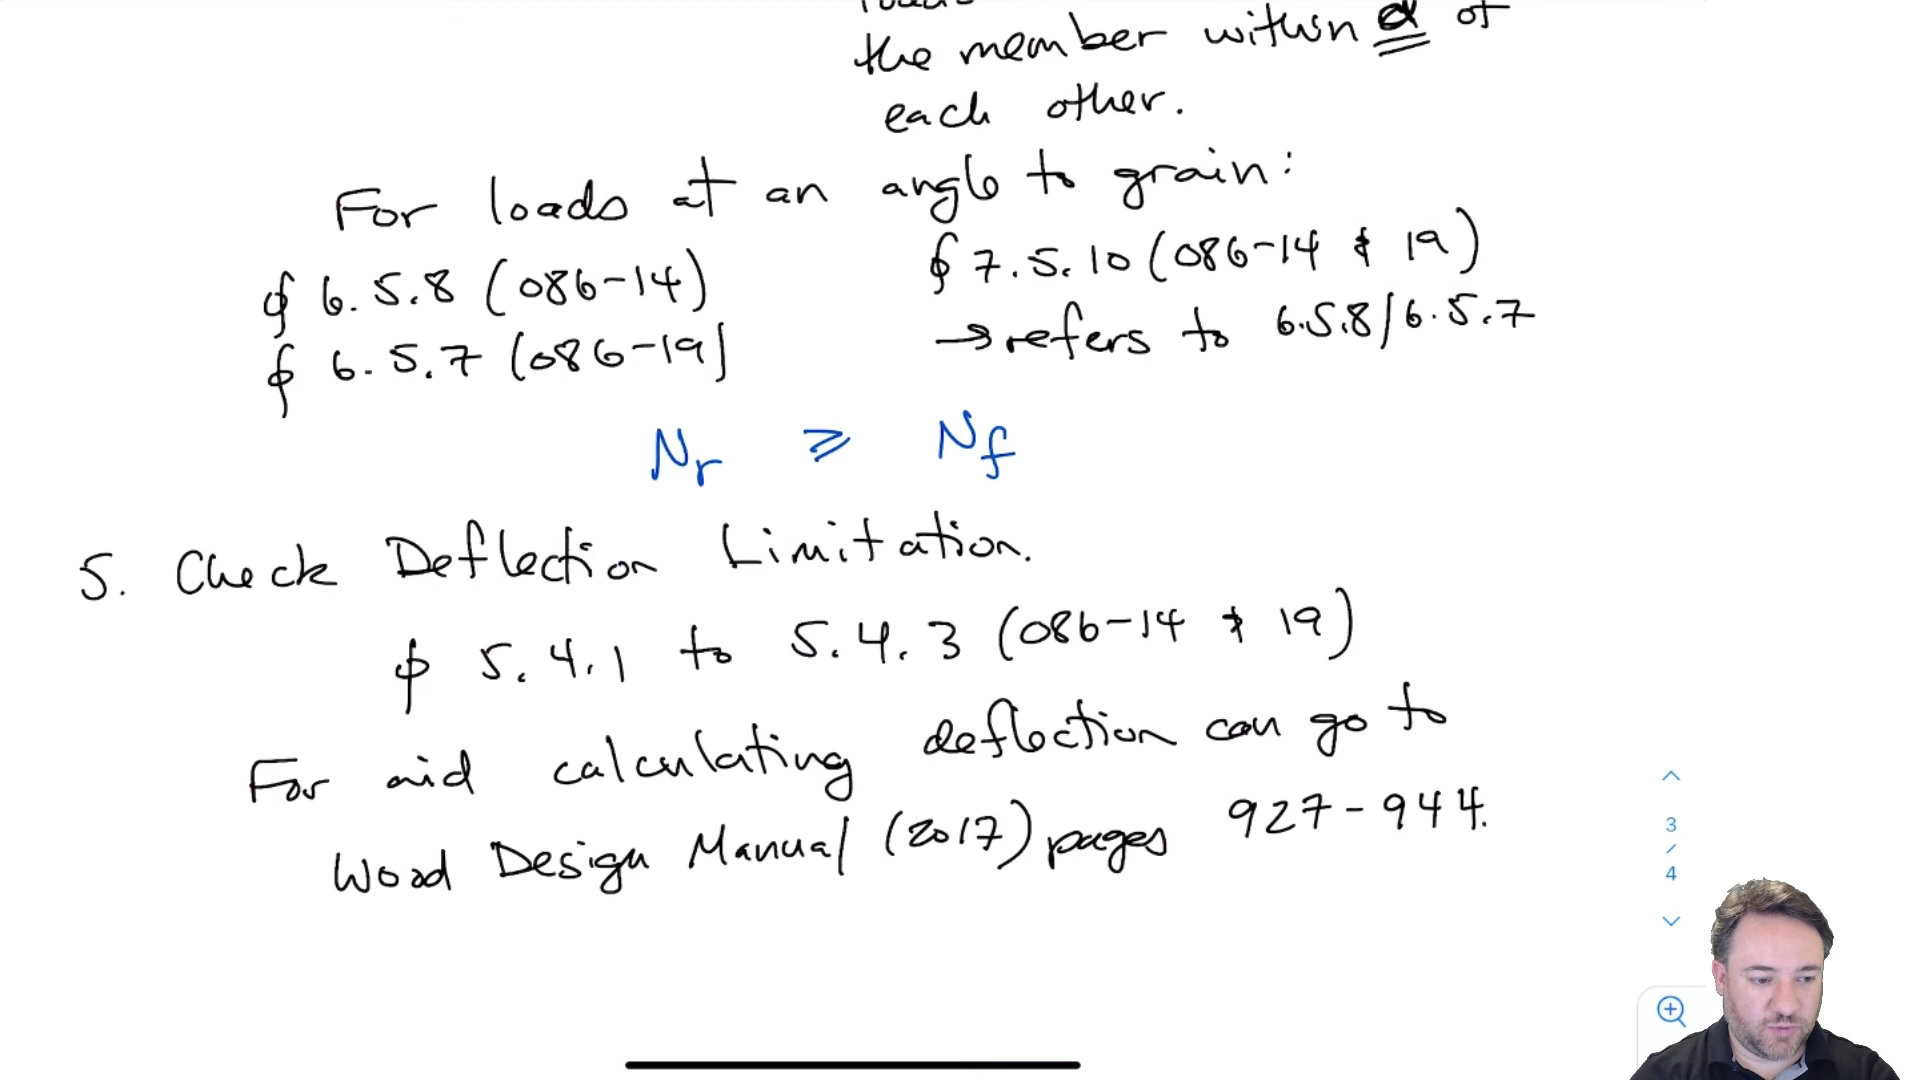 the member within d of
each other.
For loads at an angle to grain:
§ 6.5.8 (086-14)
§ 6.5.7 (086-19)
§ 7.5.10 (086-14 & 19)
→ refers to 6.5.8/6.5.7
Nr ≥ Nf
5. Check Deflection Limitation.
§ 5.4.1 to 5.4.3 (086-14 & 19)
For aid calculating deflection can go to
Wood Design Manual (2017) pages 927-944.
3
/
4